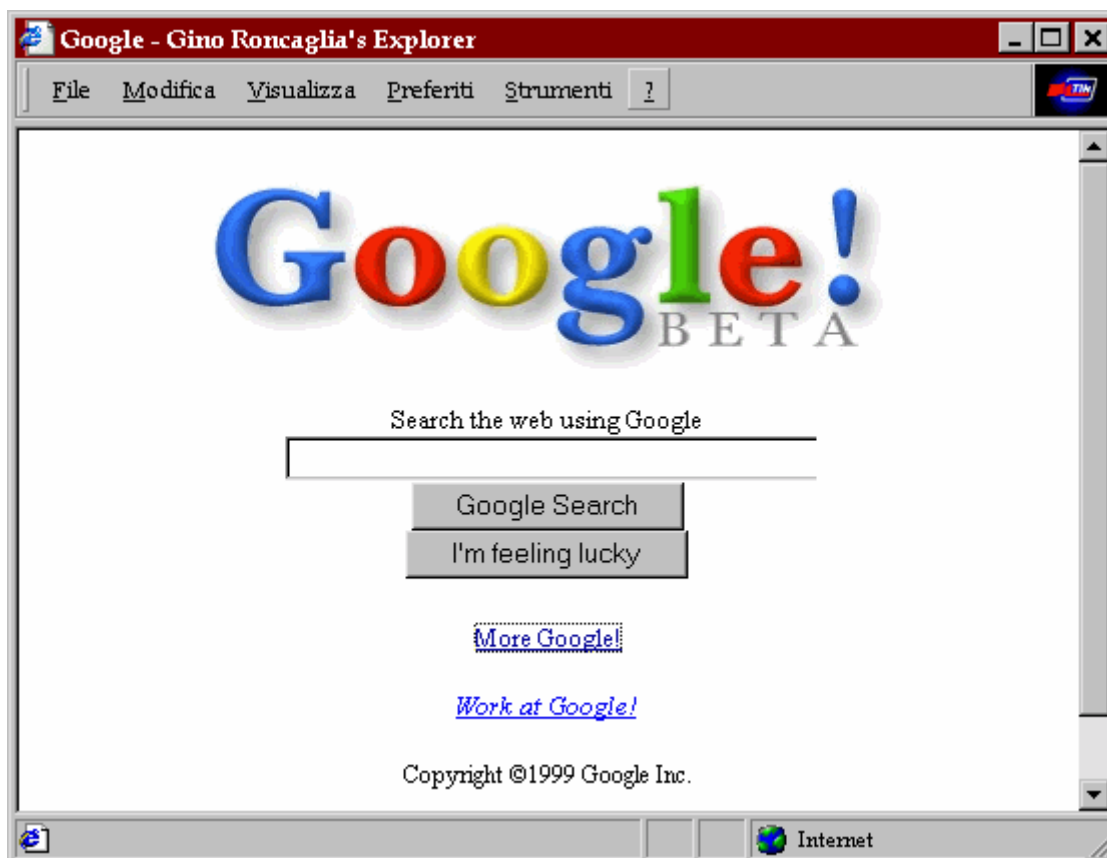 Google - Gino Roncaglia's Explorer
File Modifica Visualizza Preferiti Strumenti ?
TIN
Google!
BETA
Search the web using Google
Google Search
I'm feeling lucky
More Google!
Work at Google!
Copyright ©1999 Google Inc.
Internet